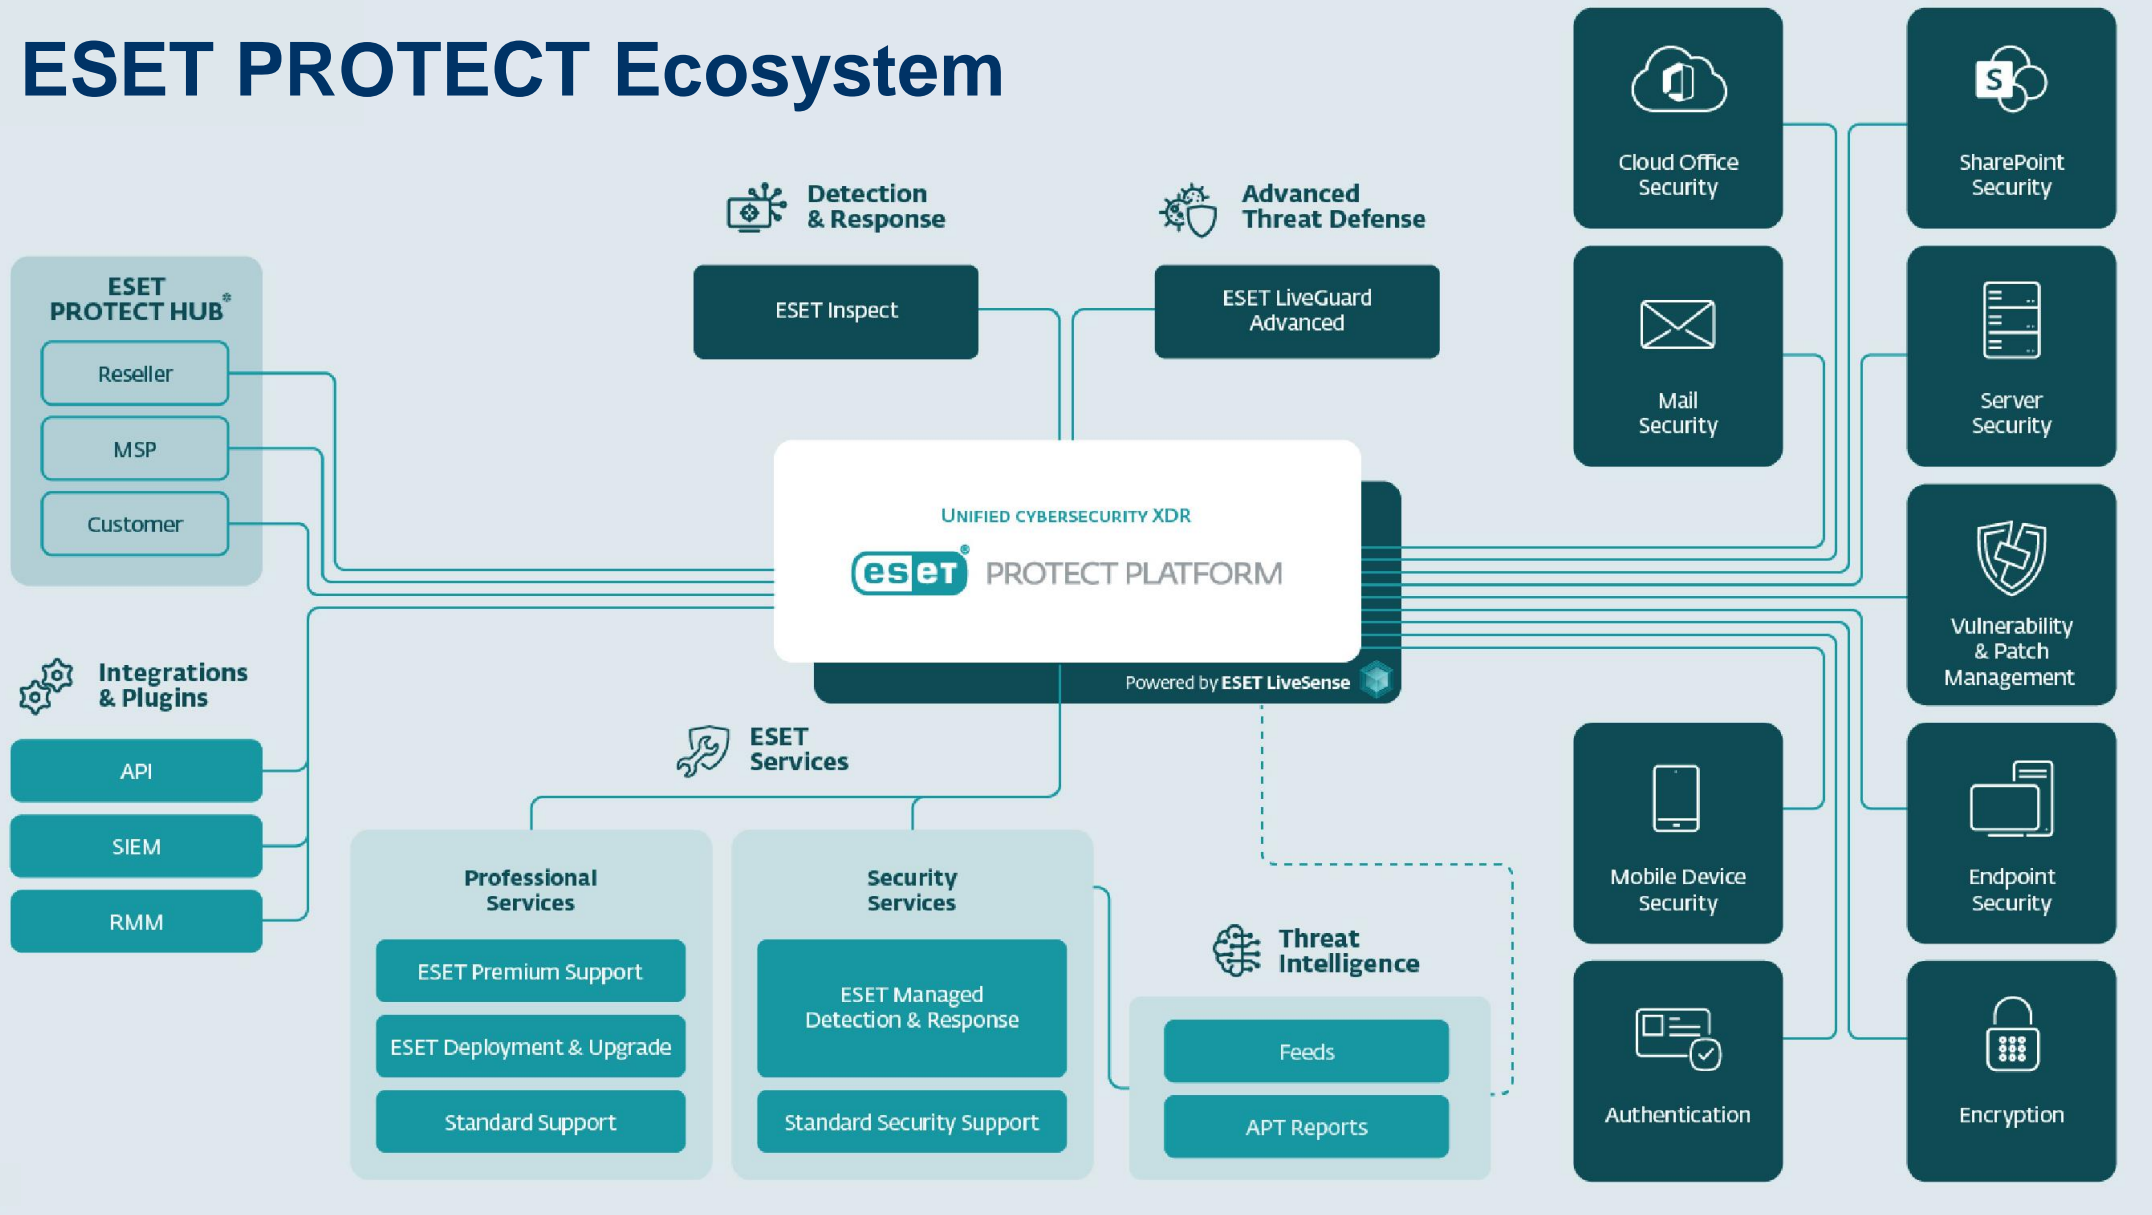 ESET PROTECT Ecosystem
Detection
& Response
ESET Inspect
Advanced
Threat Defense
ESET LiveGuard
Advanced
ESET
PROTECT HUB*
Reseller
MSP
Customer
Integrations
& Plugins
API
SIEM
RMM
UNIFIED CYBERSECURITY XDR
eset® PROTECT PLATFORM
Powered by ESET LiveSense
ESET
Services
Professional
Services
ESET Premium Support
ESET Deployment & Upgrade
Standard Support
Security
Services
ESET Managed
Detection & Response
Standard Security Support
Threat
Intelligence
Feeds
APT Reports
Cloud Office
Security
S
SharePoint
Security
Mail
Security
Server
Security
Vulnerability
& Patch
Management
Mobile Device
Security
Endpoint
Security
Authentication
Encryption